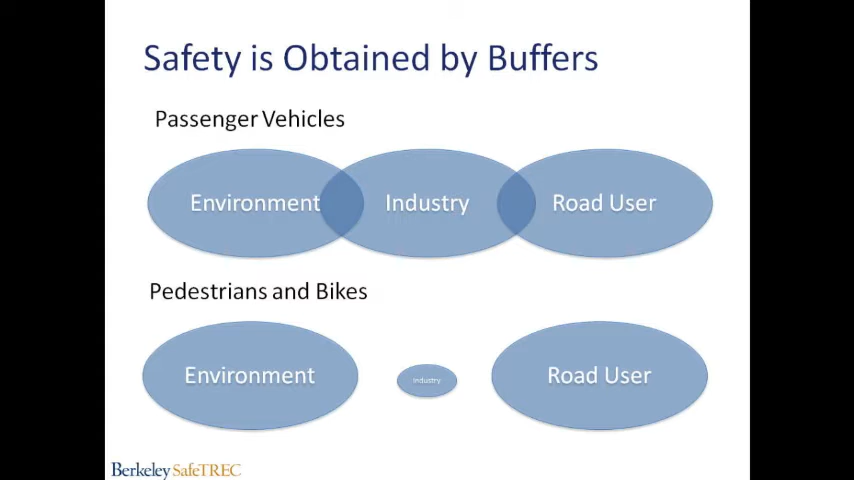 Safety is Obtained by Buffers
Passenger Vehicles
Environment Industry Road User
Pedestrians and Bikes
Environment Industry Road User
Berkeley SafeTREC